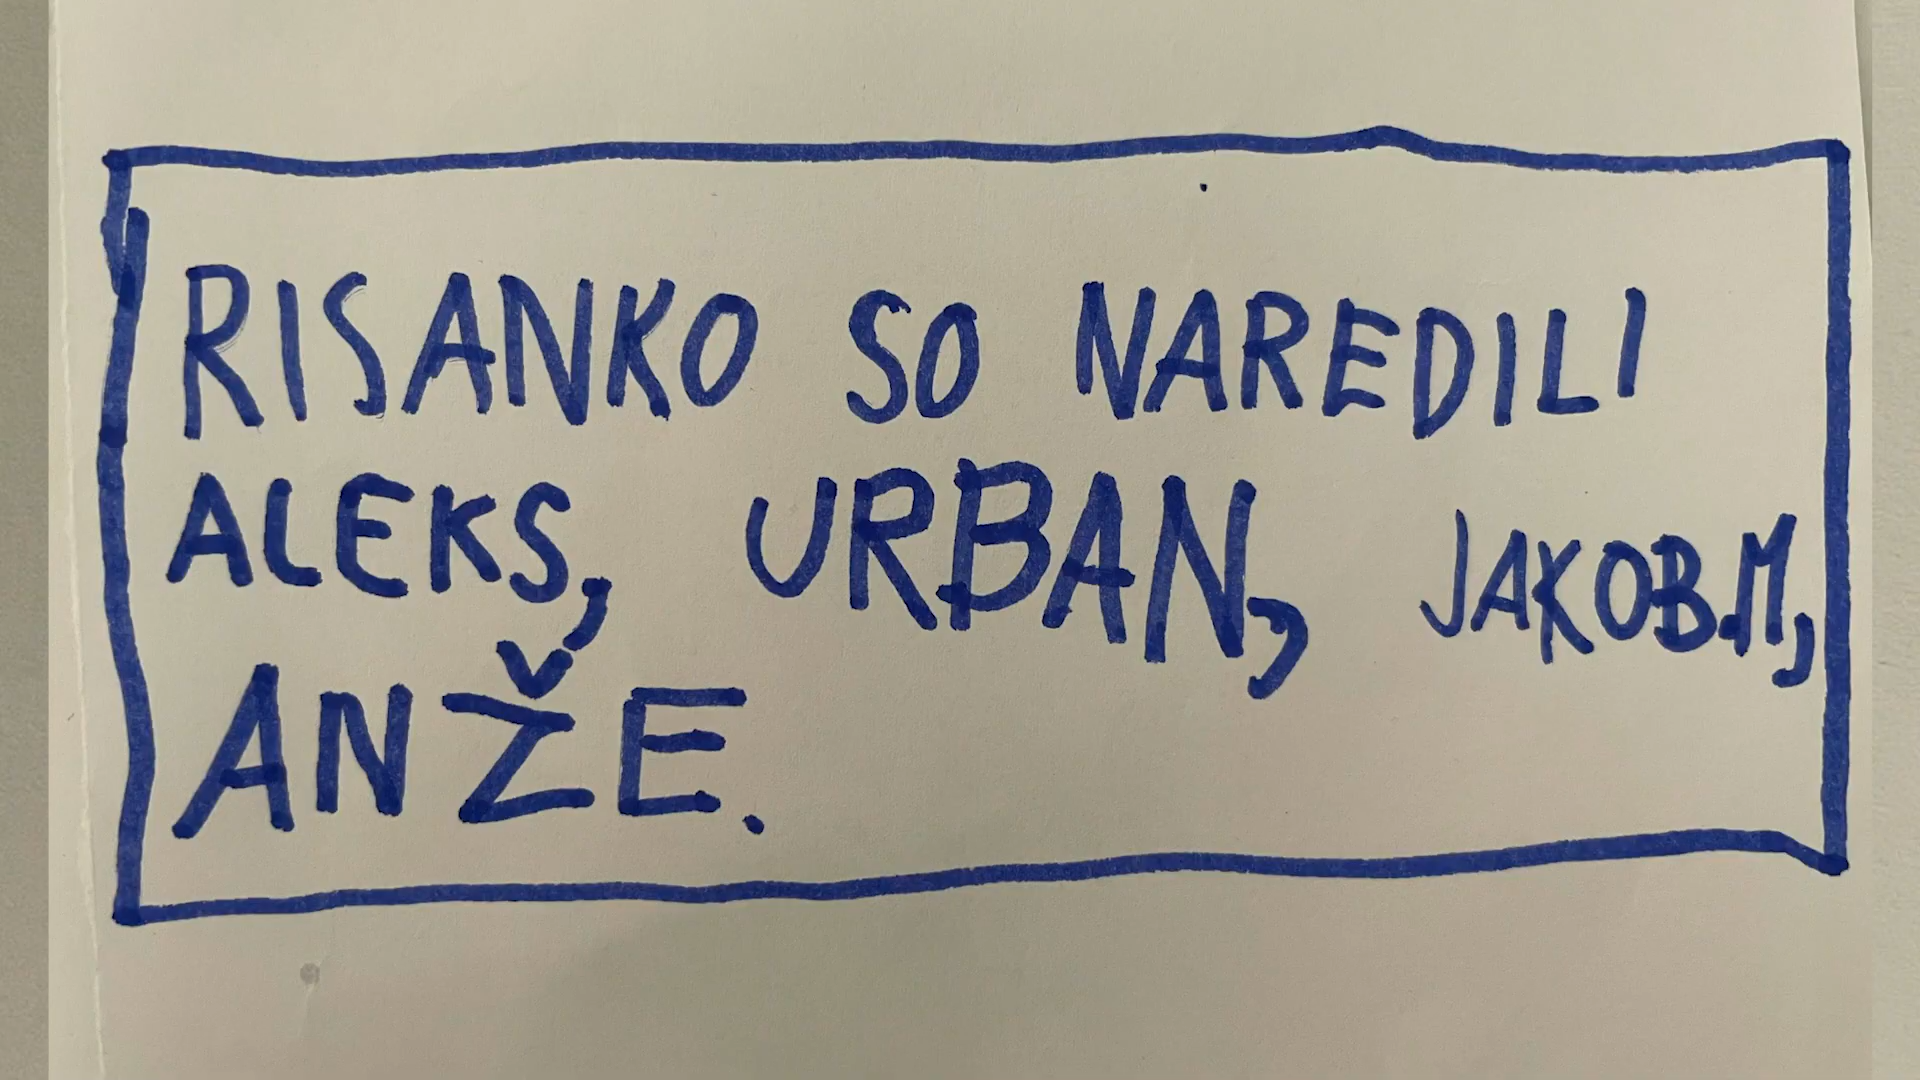 RISANKO SO NAREDILI
ALEKS, URBAN, JAKOB.M,
ANŽE.